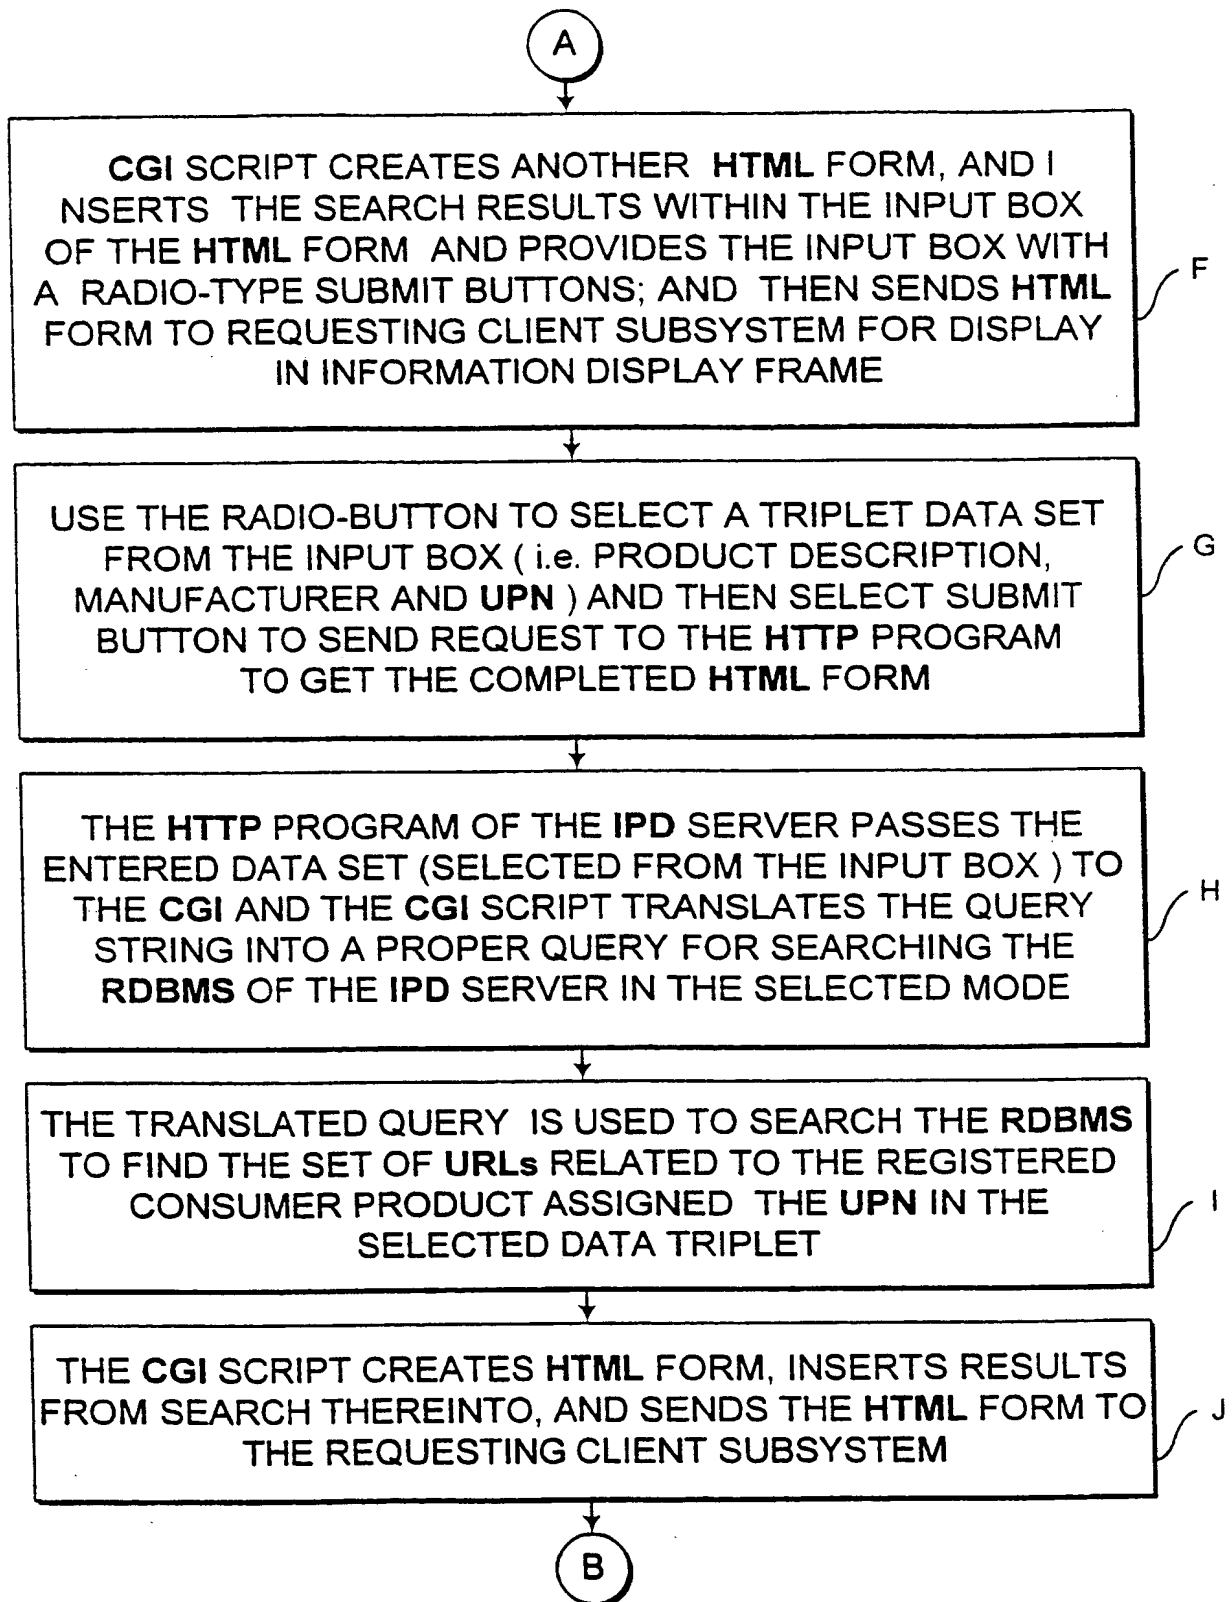 A
CGI SCRIPT CREATES ANOTHER HTML FORM, AND I
NSERTS THE SEARCH RESULTS WITHIN THE INPUT BOX
OF THE HTML FORM AND PROVIDES THE INPUT BOX WITH
A RADIO-TYPE SUBMIT BUTTONS; AND THEN SENDS HTML
FORM TO REQUESTING CLIENT SUBSYSTEM FOR DISPLAY
IN INFORMATION DISPLAY FRAME
F
USE THE RADIO-BUTTON TO SELECT A TRIPLET DATA SET
FROM THE INPUT BOX ( i.e. PRODUCT DESCRIPTION,
MANUFACTURER AND UPN ) AND THEN SELECT SUBMIT
BUTTON TO SEND REQUEST TO THE HTTP PROGRAM
TO GET THE COMPLETED HTML FORM
G
THE HTTP PROGRAM OF THE IPD SERVER PASSES THE
ENTERED DATA SET (SELECTED FROM THE INPUT BOX ) TO
THE CGI AND THE CGI SCRIPT TRANSLATES THE QUERY
STRING INTO A PROPER QUERY FOR SEARCHING THE
RDBMS OF THE IPD SERVER IN THE SELECTED MODE
H
THE TRANSLATED QUERY IS USED TO SEARCH THE RDBMS
TO FIND THE SET OF URLs RELATED TO THE REGISTERED
CONSUMER PRODUCT ASSIGNED THE UPN IN THE
SELECTED DATA TRIPLET
I
THE CGI SCRIPT CREATES HTML FORM, INSERTS RESULTS
FROM SEARCH THEREINTO, AND SENDS THE HTML FORM TO
THE REQUESTING CLIENT SUBSYSTEM
J
B